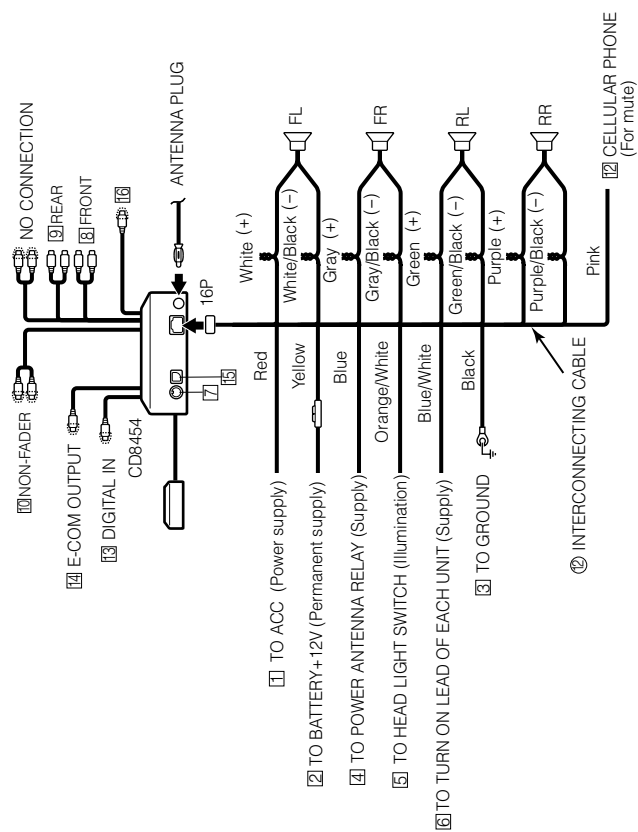 10 NON-FADER
NO CONNECTION
9 REAR
8 FRONT
16
14 E-COM OUTPUT
13 DIGITAL IN
CD8454
7
15
16P
ANTENNA PLUG
Red
White (+)
White/Black (−)
FL
Yellow
Gray (+)
Gray/Black (−)
FR
Blue
Green (+)
Green/Black (−)
RL
Orange/White
Purple (+)
Purple/Black (−)
RR
Blue/White
Black
Pink
1 TO ACC (Power supply)
2 TO BATTERY+12V (Permanent supply)
4 TO POWER ANTENNA RELAY (Supply)
5 TO HEAD LIGHT SWITCH (Illumination)
6 TO TURN ON LEAD OF EACH UNIT (Supply)
3 TO GROUND
⑫ INTERCONNECTING CABLE
12 CELLULAR PHONE
(For mute)